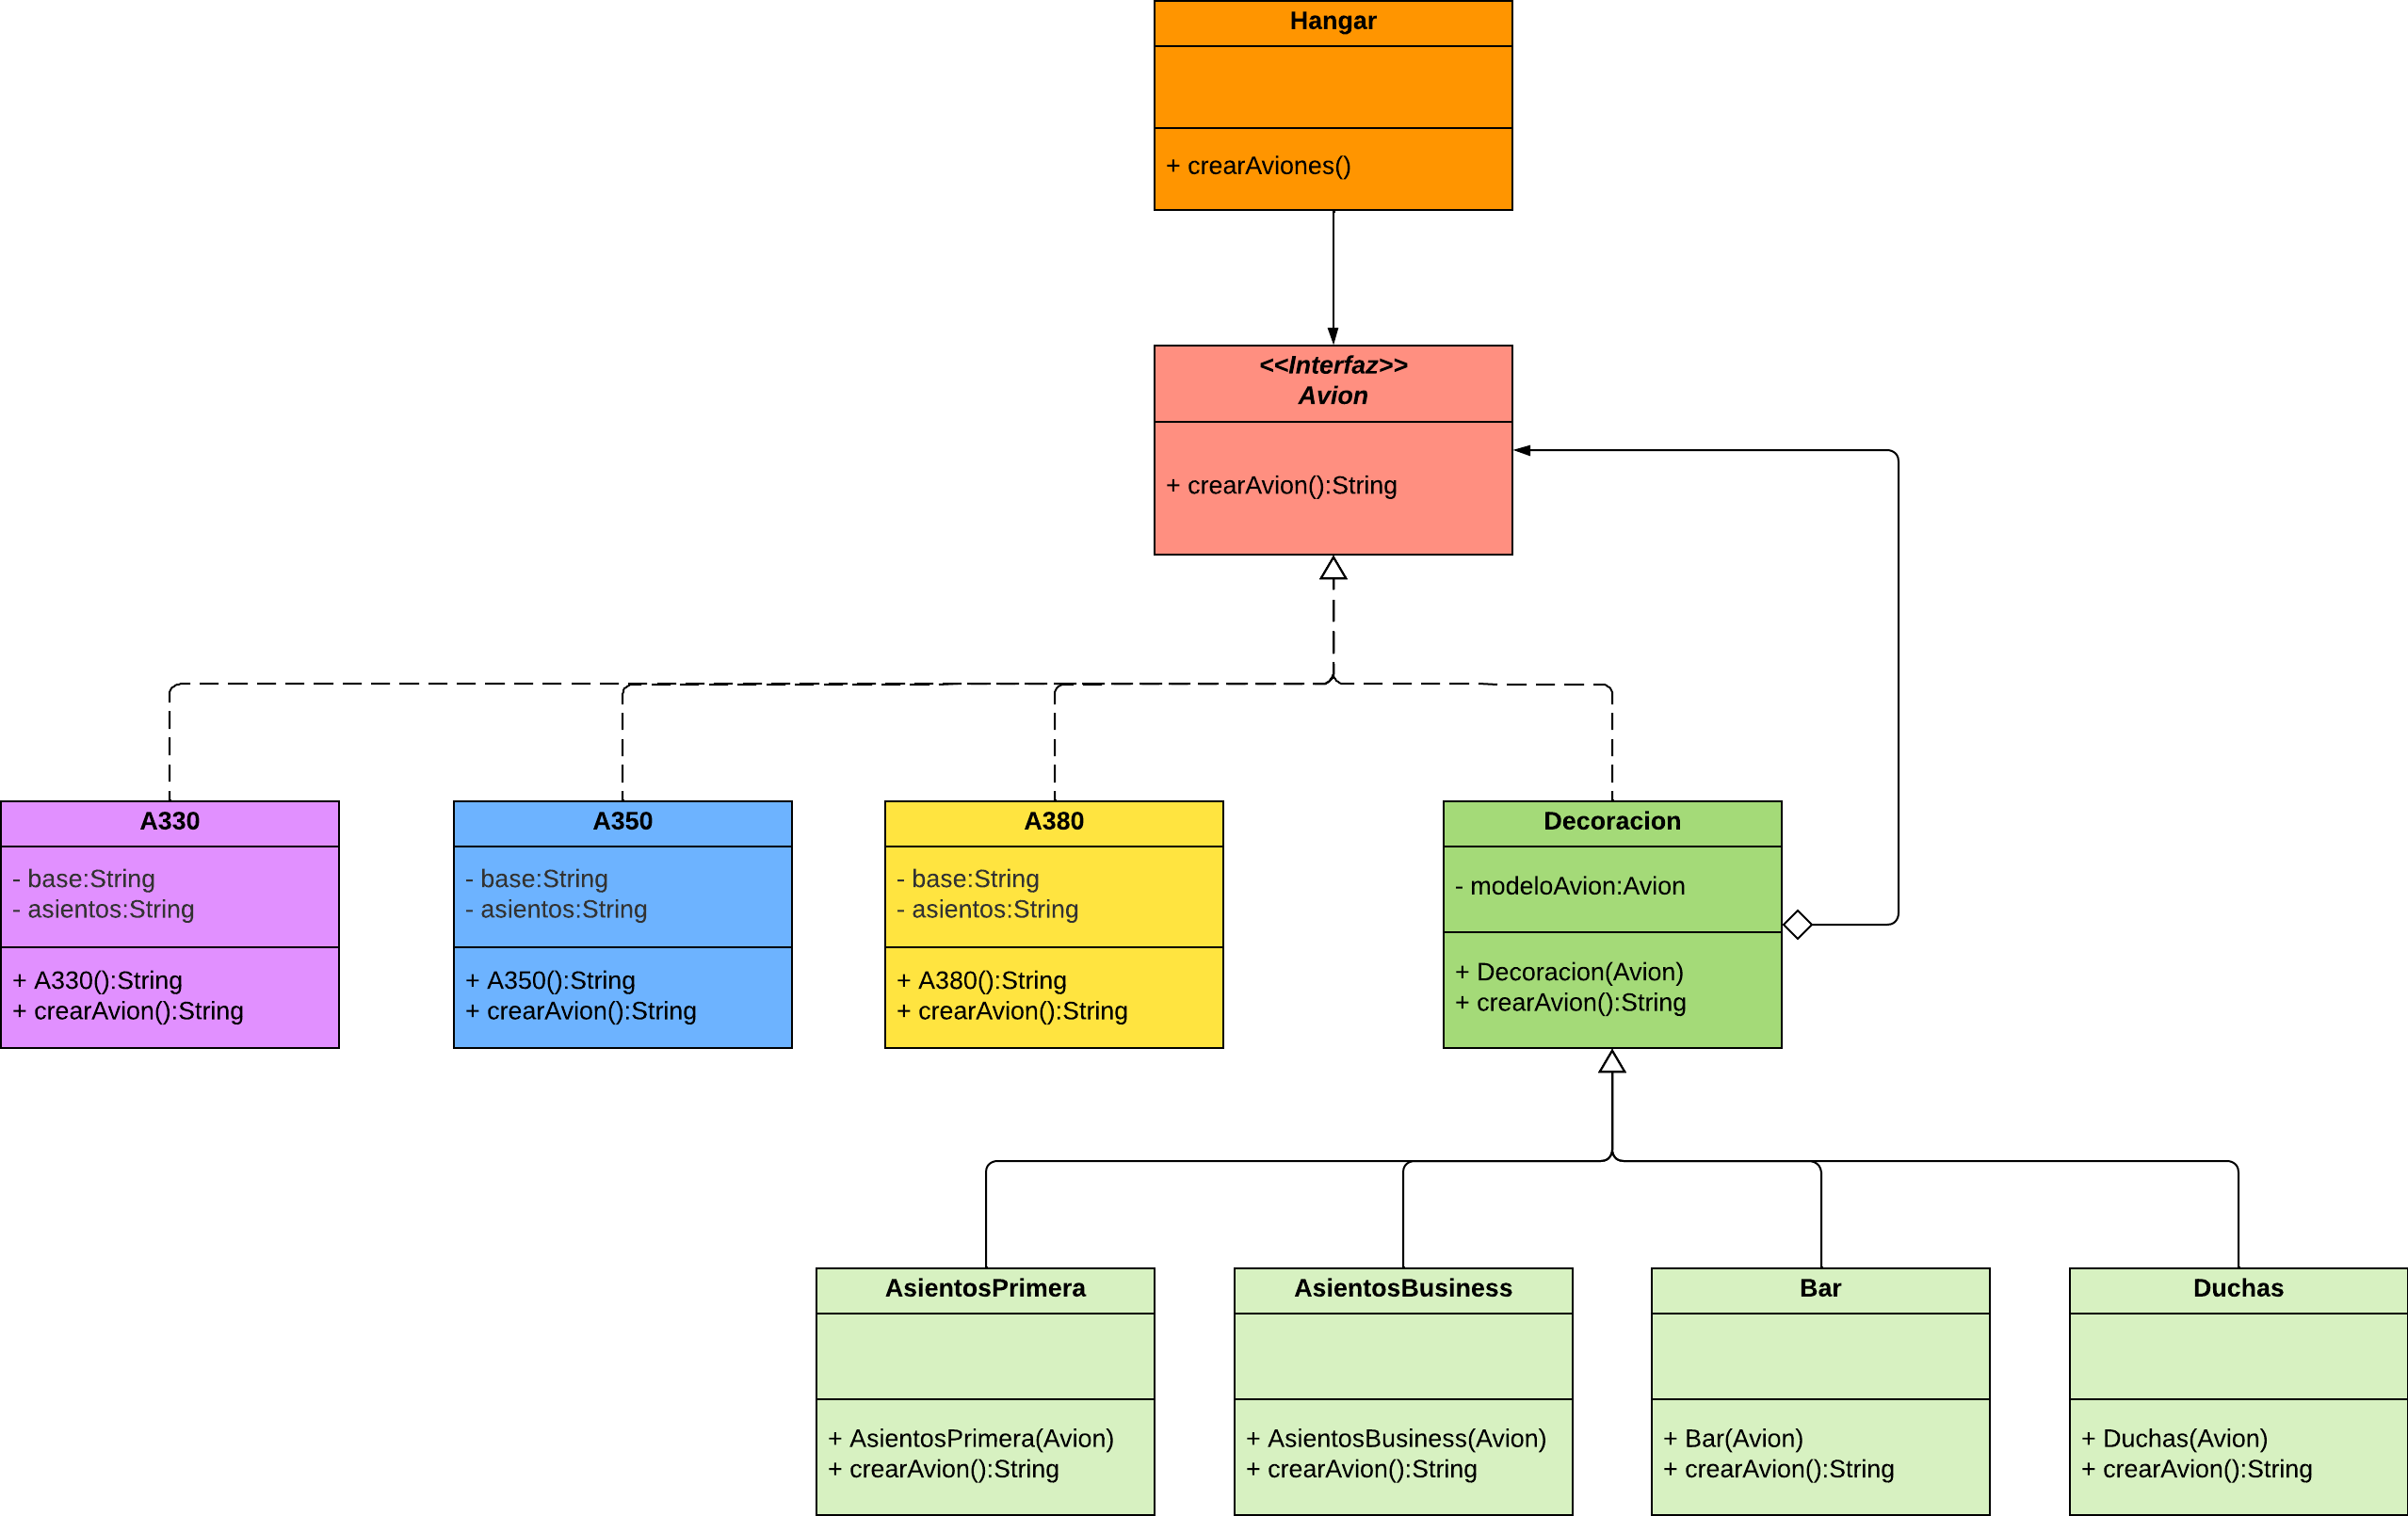 Hangar
+ crearAviones()
<<Interfaz>>
Avion
+ crearAvion():String
A330
- base:String
- asientos:String
+ A330():String
+ crearAvion():String
A350
- base:String
- asientos:String
+ A350():String
+ crearAvion():String
A380
- base:String
- asientos:String
+ A380():String
+ crearAvion():String
Decoracion
- modeloAvion:Avion
+ Decoracion(Avion)
+ crearAvion():String
AsientosPrimera
+ AsientosPrimera(Avion)
+ crearAvion():String
AsientosBusiness
+ AsientosBusiness(Avion)
+ crearAvion():String
Bar
+ Bar(Avion)
+ crearAvion():String
Duchas
+ Duchas(Avion)
+ crearAvion():String